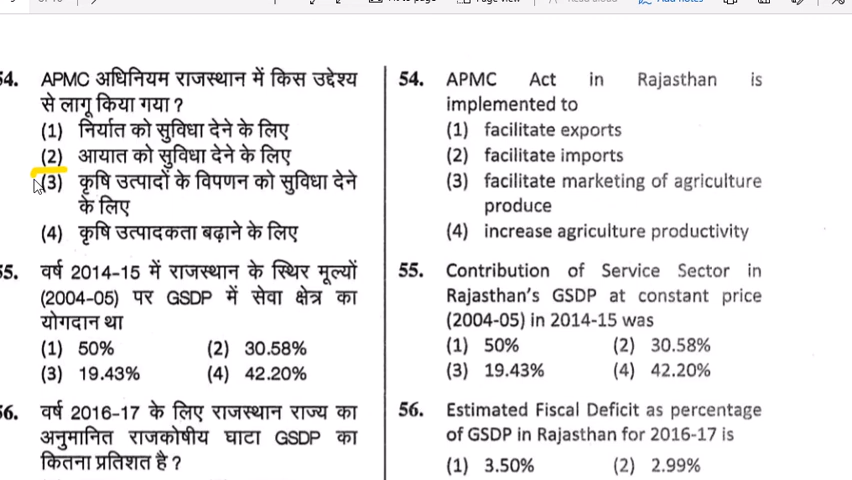 54. APMC अधिनियम राजस्थान में किस उद्देश्य
से लागू किया गया ?
(1) निर्यात को सुविधा देने के लिए
(2) आयात को सुविधा देने के लिए
(3) कृषि उत्पादों के विपणन को सुविधा देने
के लिए
(4) कृषि उत्पादकता बढ़ाने के लिए
55. वर्ष 2014-15 में राजस्थान के स्थिर मूल्यों
(2004-05) पर GSDP में सेवा क्षेत्र का
योगदान था
(1) 50% (2) 30.58%
(3) 19.43% (4) 42.20%
56. वर्ष 2016-17 के लिए राजस्थान राज्य का
अनुमानित राजकोषीय घाटा GSDP का
कितना प्रतिशत है ?
54. APMC Act in Rajasthan is
implemented to
(1) facilitate exports
(2) facilitate imports
(3) facilitate marketing of agriculture
produce
(4) increase agriculture productivity
55. Contribution of Service Sector in
Rajasthan's GSDP at constant price
(2004-05) in 2014-15 was
(1) 50% (2) 30.58%
(3) 19.43% (4) 42.20%
56. Estimated Fiscal Deficit as percentage
of GSDP in Rajasthan for 2016-17 is
(1) 3.50% (2) 2.99%